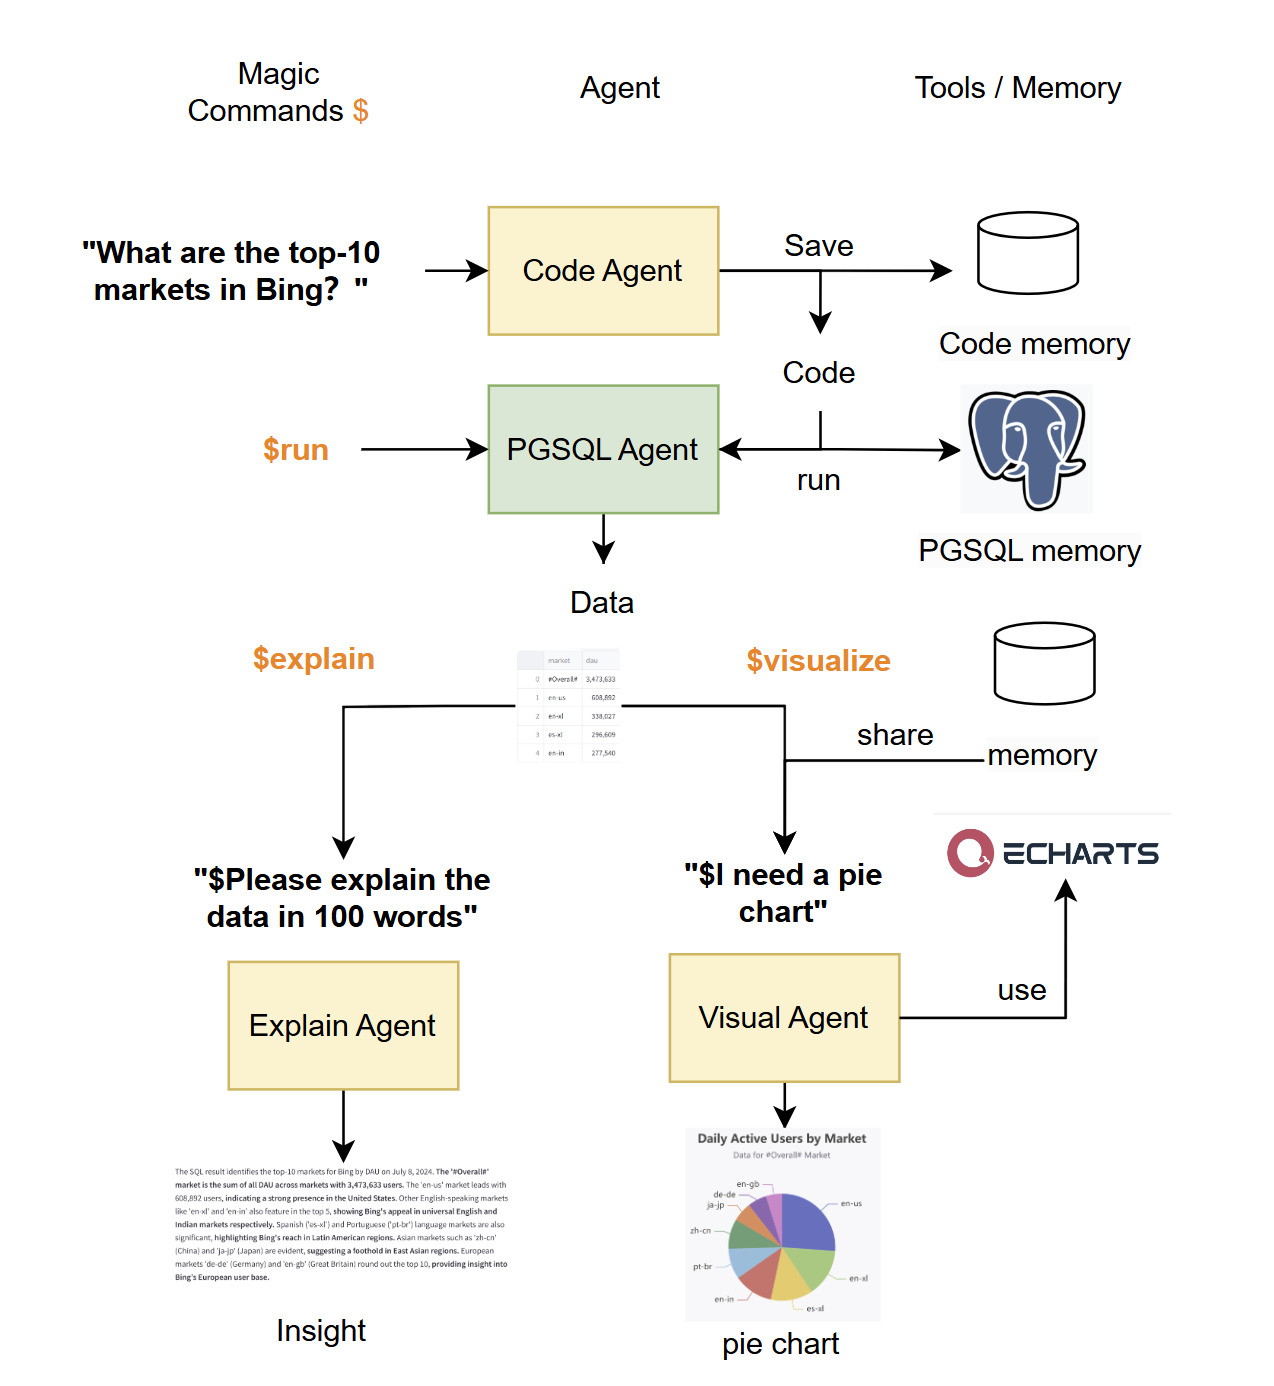 Magic
Commands $
Agent
Tools / Memory
"What are the top-10
markets in Bing? "
Code Agent
Save
Code memory
Code
$run
PGSQL Agent
run
PGSQL memory
Data
$explain
$visualize
market dau
0 #Overall# 3,473,633
1 en-us 608,892
2 en-xl 338,027
3 es-xl 296,609
4 en-in 277,540
share
memory
ECHARTS
"$Please explain the
data in 100 words"
"$I need a pie
chart"
Explain Agent
Visual Agent
use
The SQL result identifies the top-10 markets for Bing by DAU on July 8, 2024. The '#Overall#'
market is the sum of all DAU across markets with 3,473,633 users. The 'en-us' market leads with
608,892 users, indicating a strong presence in the United States. Other English-speaking markets
like 'en-xl' and 'en-in' also feature in the top 5, showing Bing's appeal in universal English and
Indian markets respectively. Spanish ('es-xl') and Portuguese ('pt-br') language markets are also
significant, highlighting Bing's reach in Latin American regions. Asian markets such as 'zh-cn'
(China) and 'ja-jp' (Japan) are evident, suggesting a foothold in East Asian regions. European
markets 'de-de' (Germany) and 'en-gb' (Great Britain) round out the top 10, providing insight into
Bing's European user base.
Insight
Daily Active Users by Market
Data for #Overall# Market
en-gb
de-de
ja-jp
en-us
zh-cn
pt-br
en-xl
en-in
es-xl
pie chart